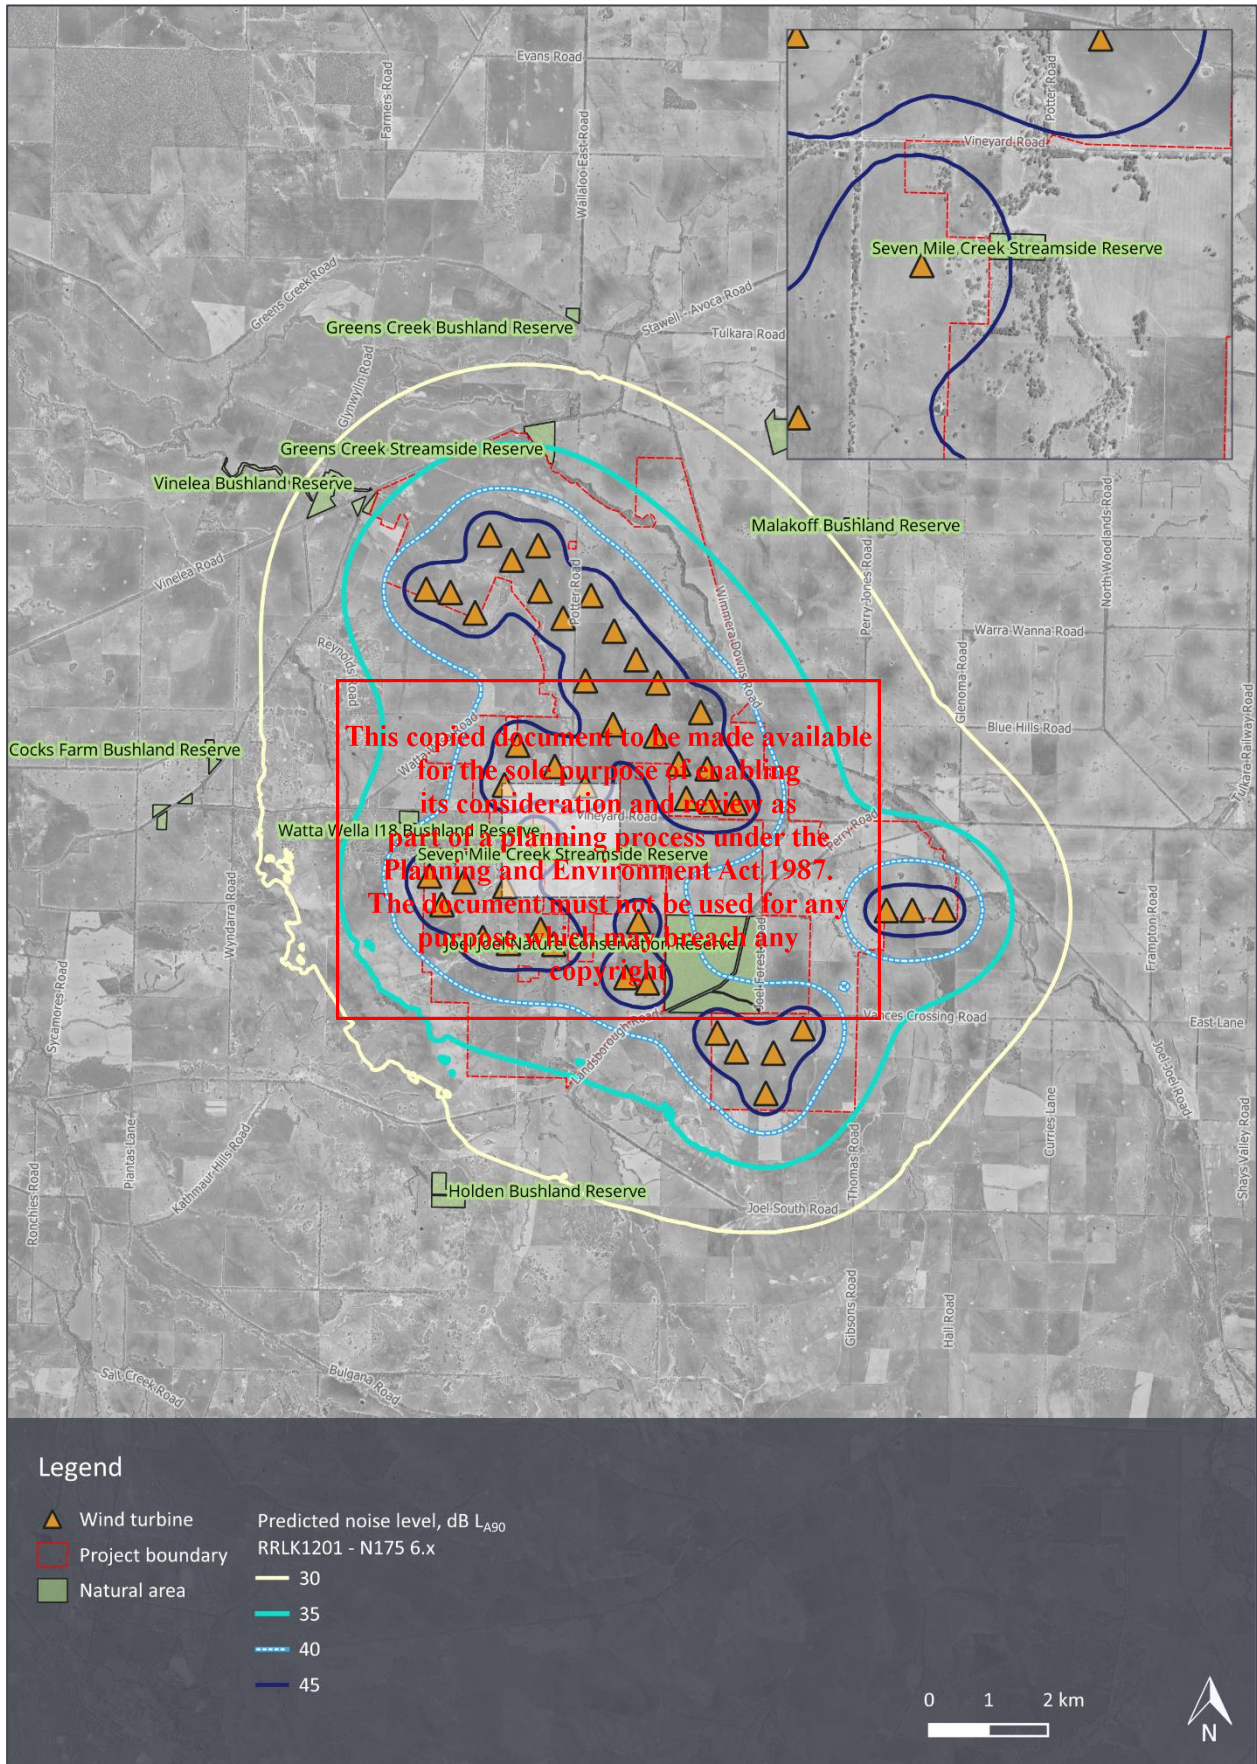 Evans Road
Farmers Road
Wallaloo East Road
Potter Road
Vineyard Road
Seven Mile Creek Streamside Reserve
Greens Creek Road
Stawell - Avoca Road
Greens Creek Bushland Reserve
Tulkara Road
Glynwylln Road
Greens Creek Streamside Reserve
Vinelea Bushland Reserve
Malakoff Bushland Reserve
North Woodlands Road
Vinelea Road
Potter Road
Perry Jones Road
Wimmera Downs Road
Warra Wanna Road
Reynolds Road
Glenoma Road
Blue Hills Road
Tulkara Railway Road
Cocks Farm Bushland Reserve
This copied document to be made available
for the sole purpose of enabling
its consideration and review as
part of a planning process under the
Planning and Environment Act 1987.
The document must not be used for any
purpose which may breach any
copyright
Vineyard Road
Perry Road
Watta Wella I18 Bushland Reserve
Seven Mile Creek Streamside Reserve
Wyndarra Road
Joel Joel Nature Conservation Reserve
Joel Forest Road
Frampton Road
Sycamores Road
Landsborough Road
Vances Crossing Road
East Lane
Joel Joel Road
Plantas Lane
Kathmaur Hills Road
Curries Lane
Thomas Road
Shays Valley Road
Ronchies Road
Holden Bushland Reserve
Joel South Road
Gibsons Road
Hall Road
Salt Creek Road
Bulgana Road
Legend
Wind turbine
Project boundary
Natural area
Predicted noise level, dB LA90
RRLK1201 - N175 6.x
30
35
40
45
0 1 2 km
N